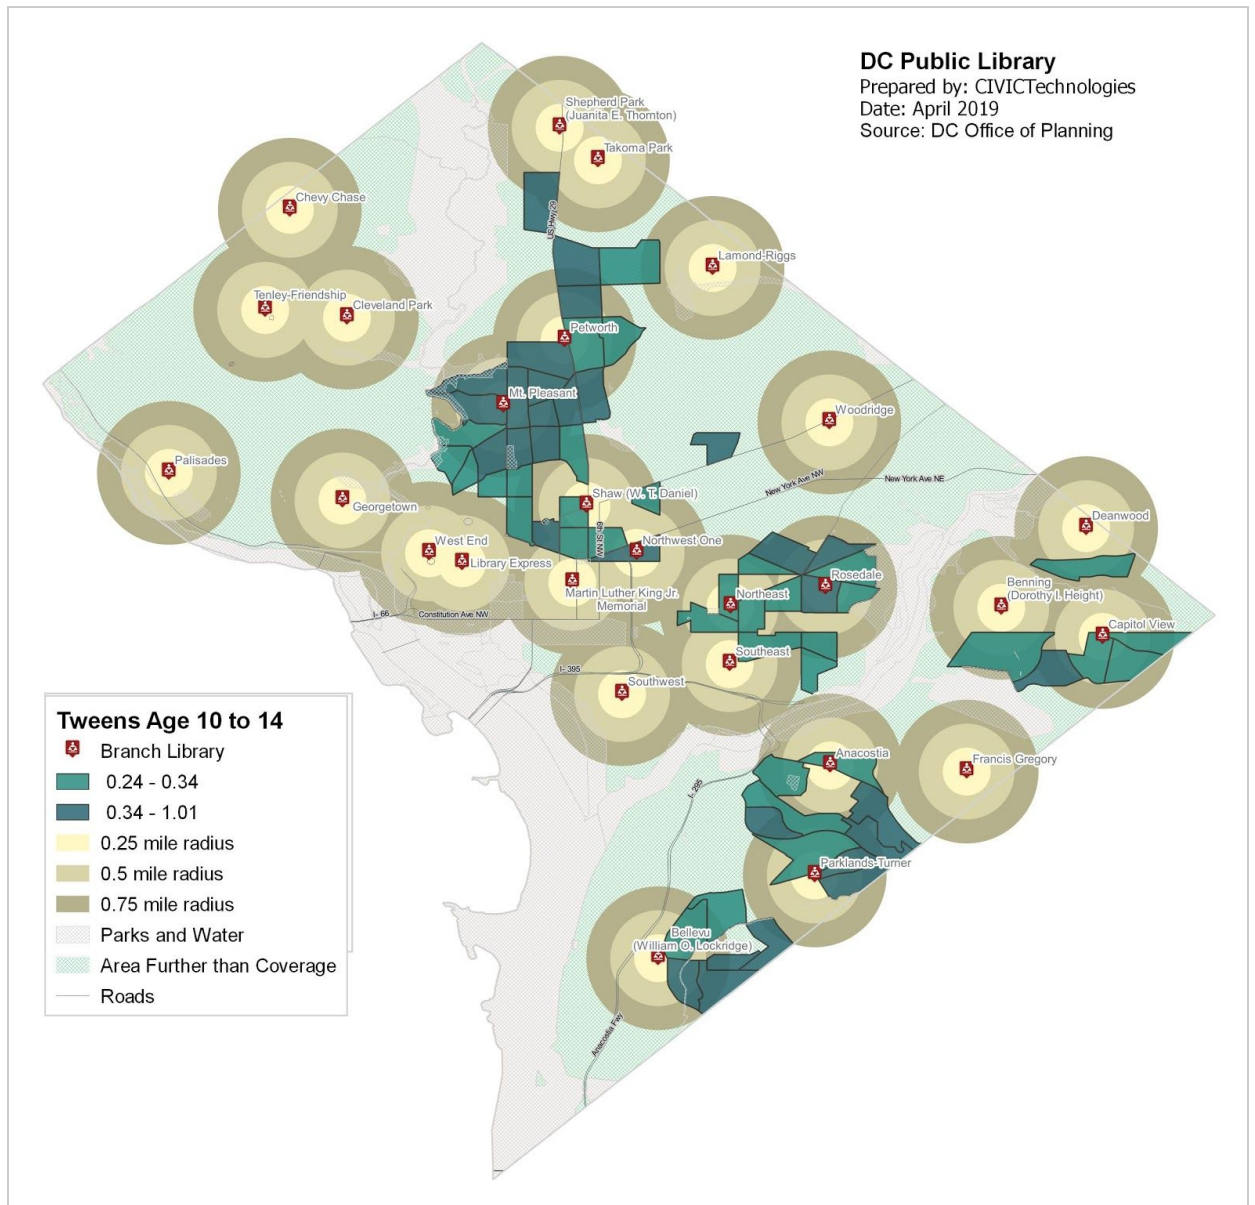 DC Public Library
Prepared by: CIVICTechnologies
Date: April 2019
Source: DC Office of Planning
Shepherd Park
(Juanita E. Thornton)
Takoma Park
Chevy Chase
US Hwy 29
Lamond-Riggs
Tenley-Friendship
Cleveland Park
Petworth
Mt. Pleasant
Woodridge
Palisades
New York Ave NW
New York Ave NE
Georgetown
Shaw (W. T. Daniel)
Deanwood
6th St NW
West End
Northwest One
Library Express
Rosedale
Benning
(Dorothy I. Height)
Martin Luther King Jr.
Memorial
Northeast
I- 66
Constitution Ave NW
Capitol View
Southeast
I- 395
Southwest
Anacostia
Francis Gregory
I- 295
Parklands-Turner
Bellevu
(William O. Lockridge)
Anacostia Fwy
Tweens Age 10 to 14
Branch Library
0.24 - 0.34
0.34 - 1.01
0.25 mile radius
0.5 mile radius
0.75 mile radius
Parks and Water
Area Further than Coverage
Roads